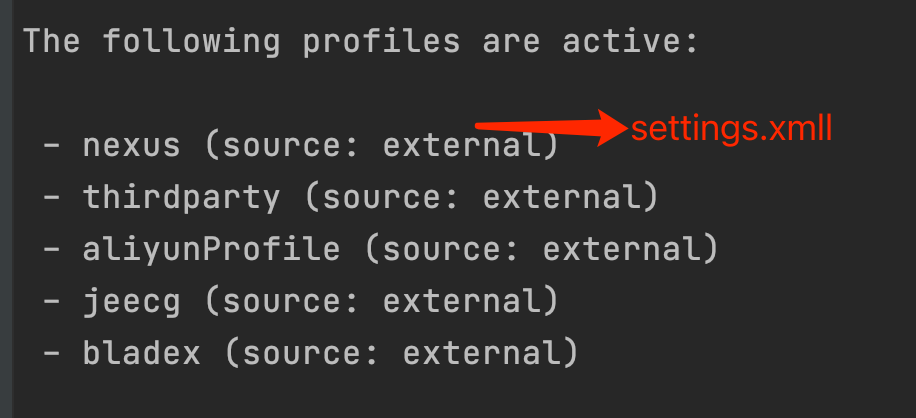 The following profiles are active:
settings.xmll
- nexus (source: external)
- thirdparty (source: external)
- aliyunProfile (source: external)
- jeecg (source: external)
- bladex (source: external)